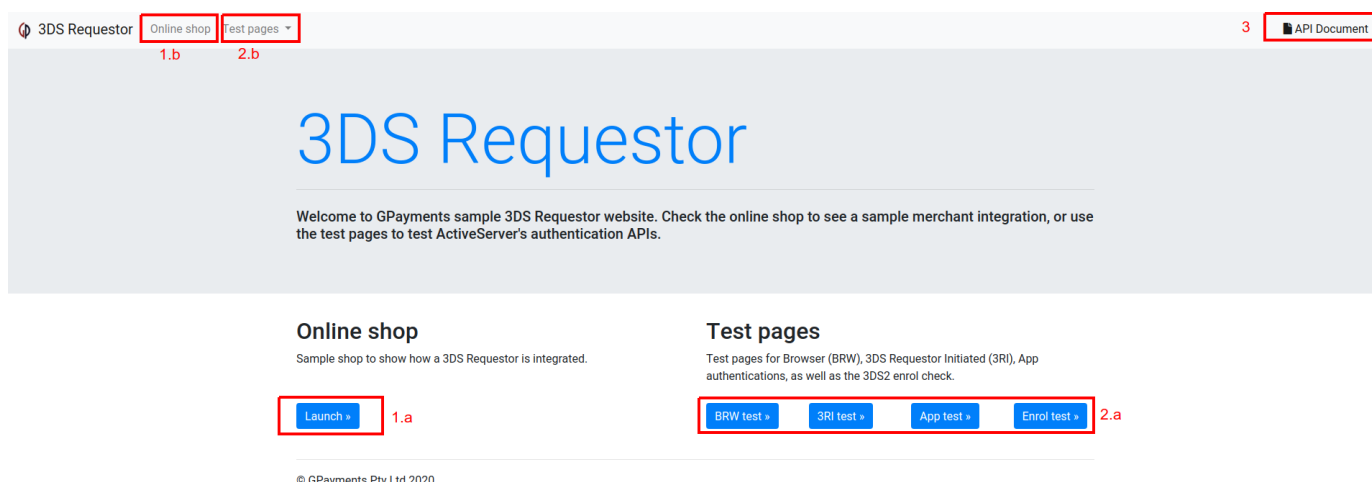 3DS Requestor Online shop Test pages 3 API Document
1.b 2.b
3DS Requestor
Welcome to GPayments sample 3DS Requestor website. Check the online shop to see a sample merchant integration, or use
the test pages to test ActiveServer's authentication APIs.
Online shop
Sample shop to show how a 3DS Requestor is integrated.
Launch » 1.a
Test pages
Test pages for Browser (BRW), 3DS Requestor Initiated (3RI), App
authentications, as well as the 3DS2 enrol check.
BRW test » 3RI test » App test » Enrol test » 2.a
© GPayments Pty Ltd 2020